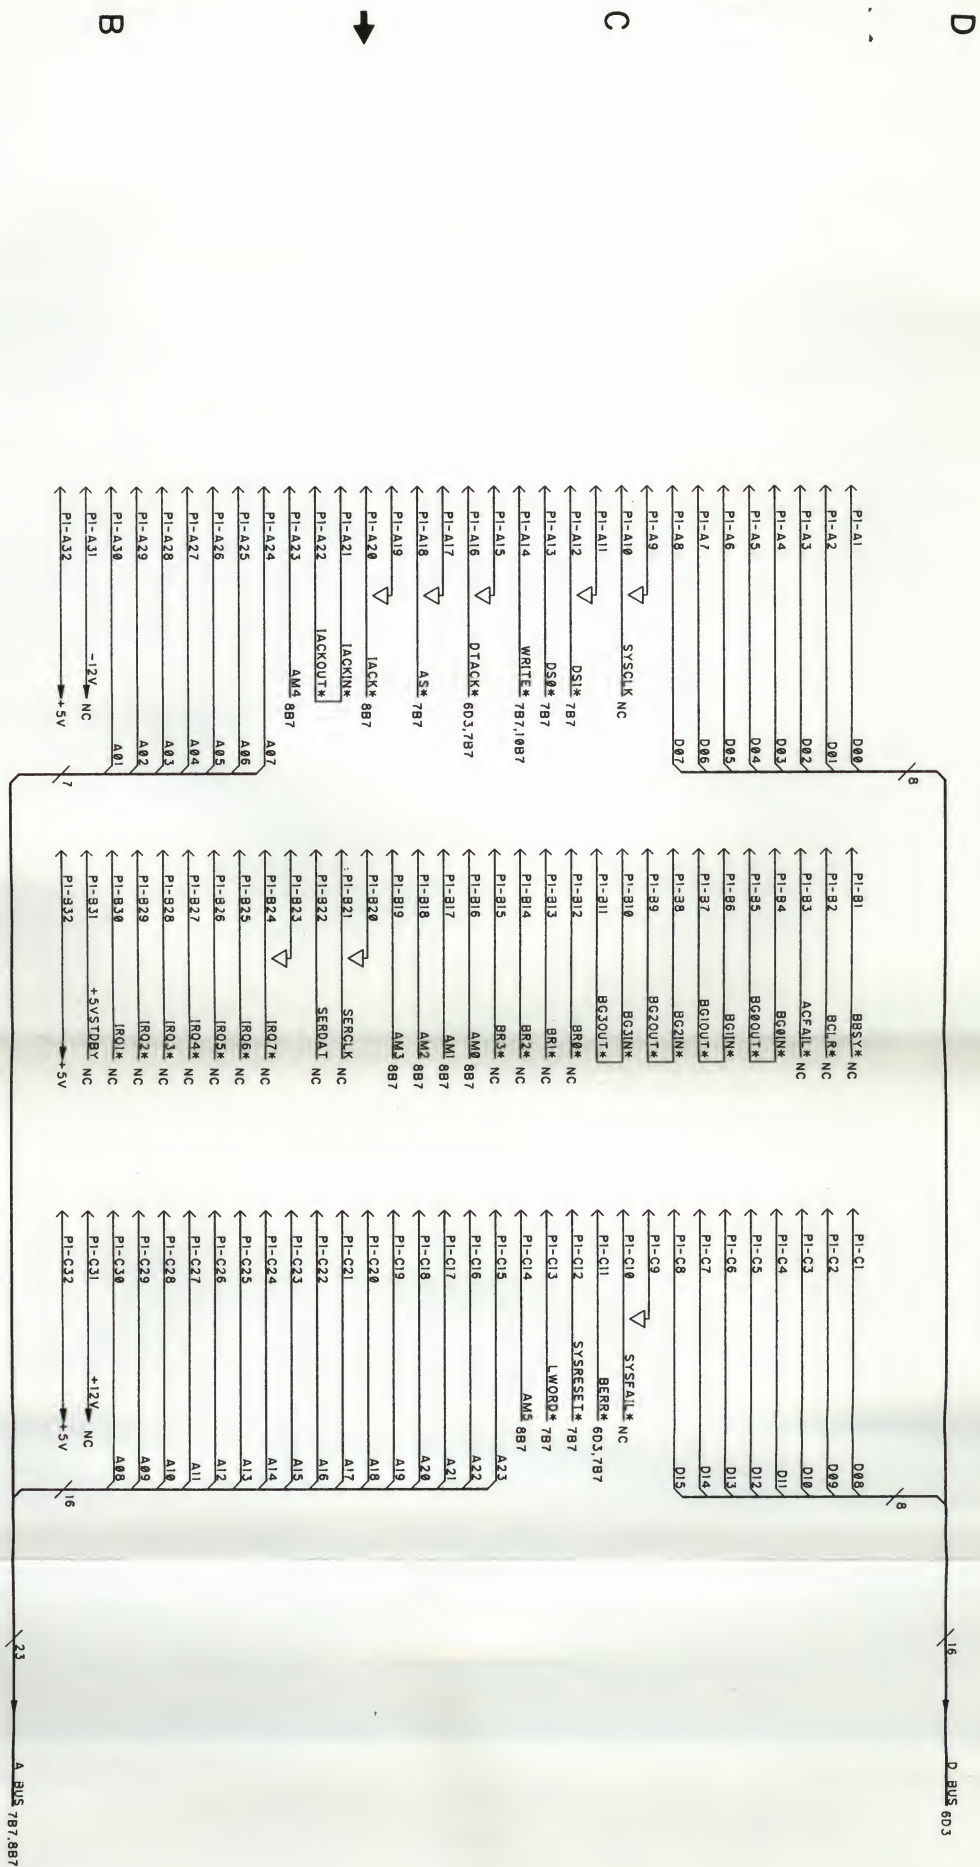 D
C
B
P1-A1 D00
P1-A2 D01
P1-A3 D02
P1-A4 D03
P1-A5 D04
P1-A6 D05
P1-A7 D06
P1-A8 D07
8
P1-A9
P1-A10 SYSCLK NC
P1-A11
P1-A12 DS1* 7B7
P1-A13 DS0* 7B7
P1-A14 WRITE* 7B7,10B7
P1-A15
P1-A16 DTACK* 6D3,7B7
P1-A17
P1-A18 AS* 7B7
P1-A19
P1-A20 IACK* 8B7
P1-A21 IACKIN*
P1-A22 IACKOUT*
P1-A23 AM4 8B7
P1-A24 A07
P1-A25 A06
P1-A26 A05
P1-A27 A04
P1-A28 A03
P1-A29 A02
P1-A30 A01
P1-A31 -12V NC
P1-A32 +5V
7
P1-B1 BBSY* NC
P1-B2 BCLR* NC
P1-B3 ACFAIL* NC
P1-B4 BG0IN*
P1-B5 BG0OUT*
P1-B6 BG1IN*
P1-B7 BG1OUT*
P1-B8 BG2IN*
P1-B9 BG2OUT*
P1-B10 BG3IN*
P1-B11 BG3OUT*
P1-B12 BR0* NC
P1-B13 BR1* NC
P1-B14 BR2* NC
P1-B15 BR3* NC
P1-B16 AM0 8B7
P1-B17 AM1 8B7
P1-B18 AM2 8B7
P1-B19 AM3 8B7
P1-B20
P1-B21 SERCLK NC
P1-B22 SERDAT NC
P1-B23
P1-B24 IRQ7* NC
P1-B25 IRQ6* NC
P1-B26 IRQ5* NC
P1-B27 IRQ4* NC
P1-B28 IRQ3* NC
P1-B29 IRQ2* NC
P1-B30 IRQ1* NC
P1-B31 +5VSTDBY NC
P1-B32 +5V
P1-C1 D08
P1-C2 D09
P1-C3 D10
P1-C4 D11
P1-C5 D12
P1-C6 D13
P1-C7 D14
P1-C8 D15
8
P1-C9
P1-C10 SYSFAIL* NC
P1-C11 BERR* 6D3,7B7
P1-C12 SYSRESET* 7B7
P1-C13 LWORD* 7B7
P1-C14 AM5 8B7
P1-C15 A23
P1-C16 A22
P1-C17 A21
P1-C18 A20
P1-C19 A19
P1-C20 A18
P1-C21 A17
P1-C22 A16
P1-C23 A15
P1-C24 A14
P1-C25 A13
P1-C26 A12
P1-C27 A11
P1-C28 A10
P1-C29 A09
P1-C30 A08
P1-C31 +12V NC
P1-C32 +5V
16
16
D BUS 6D3
23
A BUS 7B7,8B7